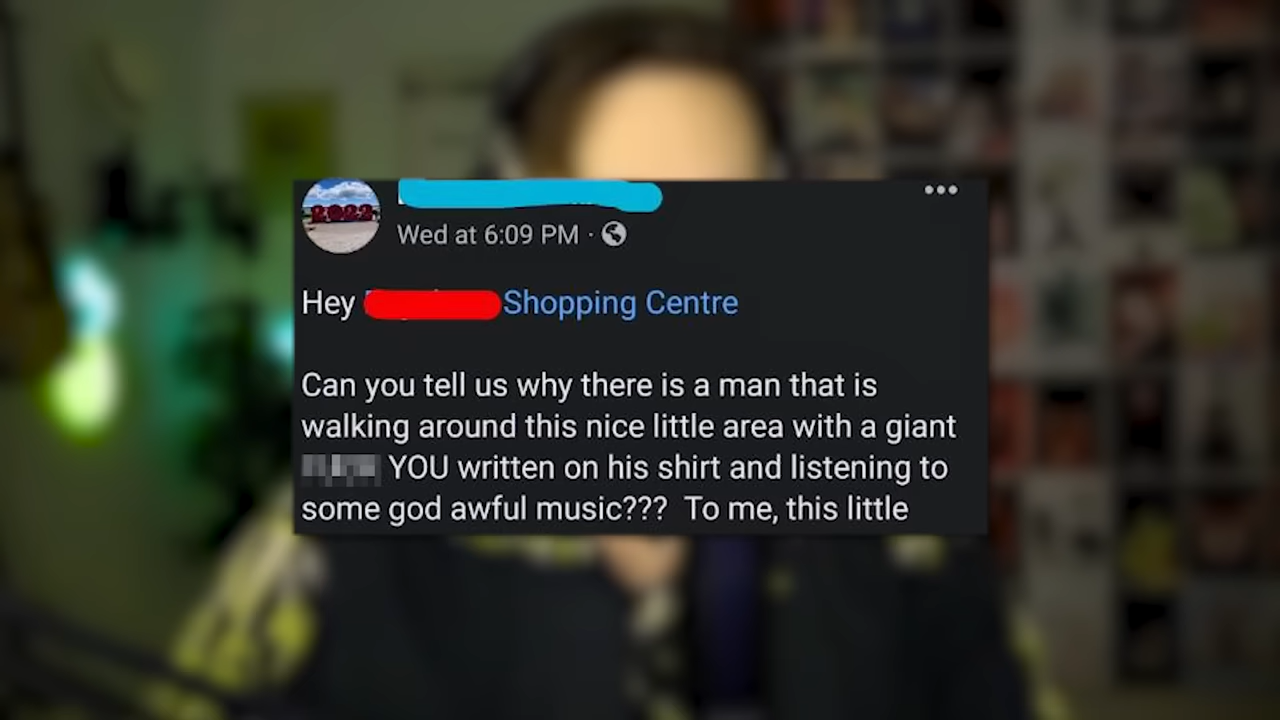 2022
Wed at 6:09 PM ·
Hey Shopping Centre
Can you tell us why there is a man that is
walking around this nice little area with a giant
YOU written on his shirt and listening to
some god awful music??? To me, this little